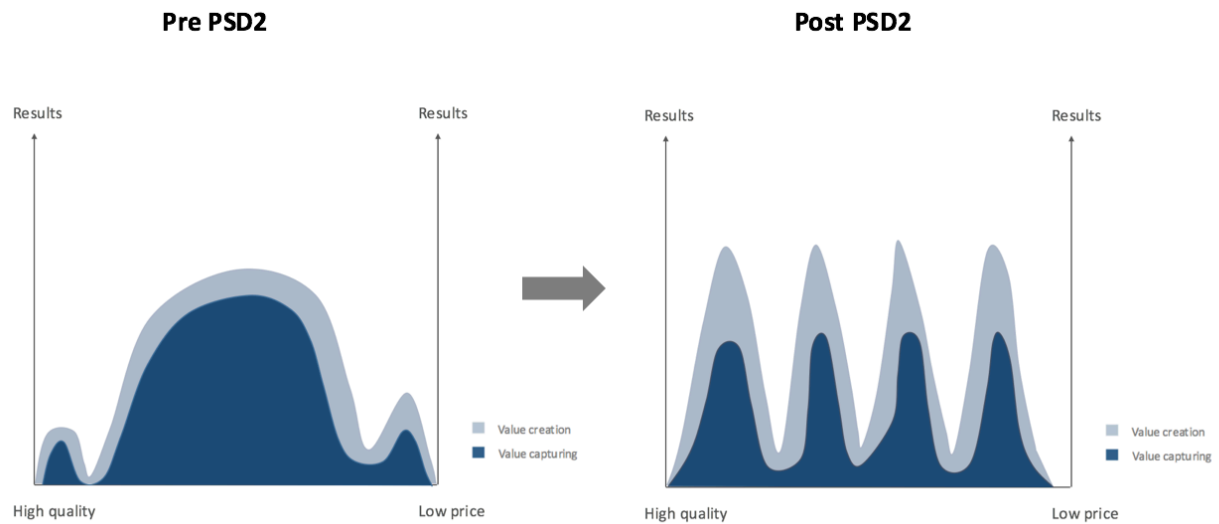 Pre PSD2
Post PSD2
Results
Results
Results
Results
Value creation
Value capturing
Value creation
Value capturing
High quality
Low price
High quality
Low price